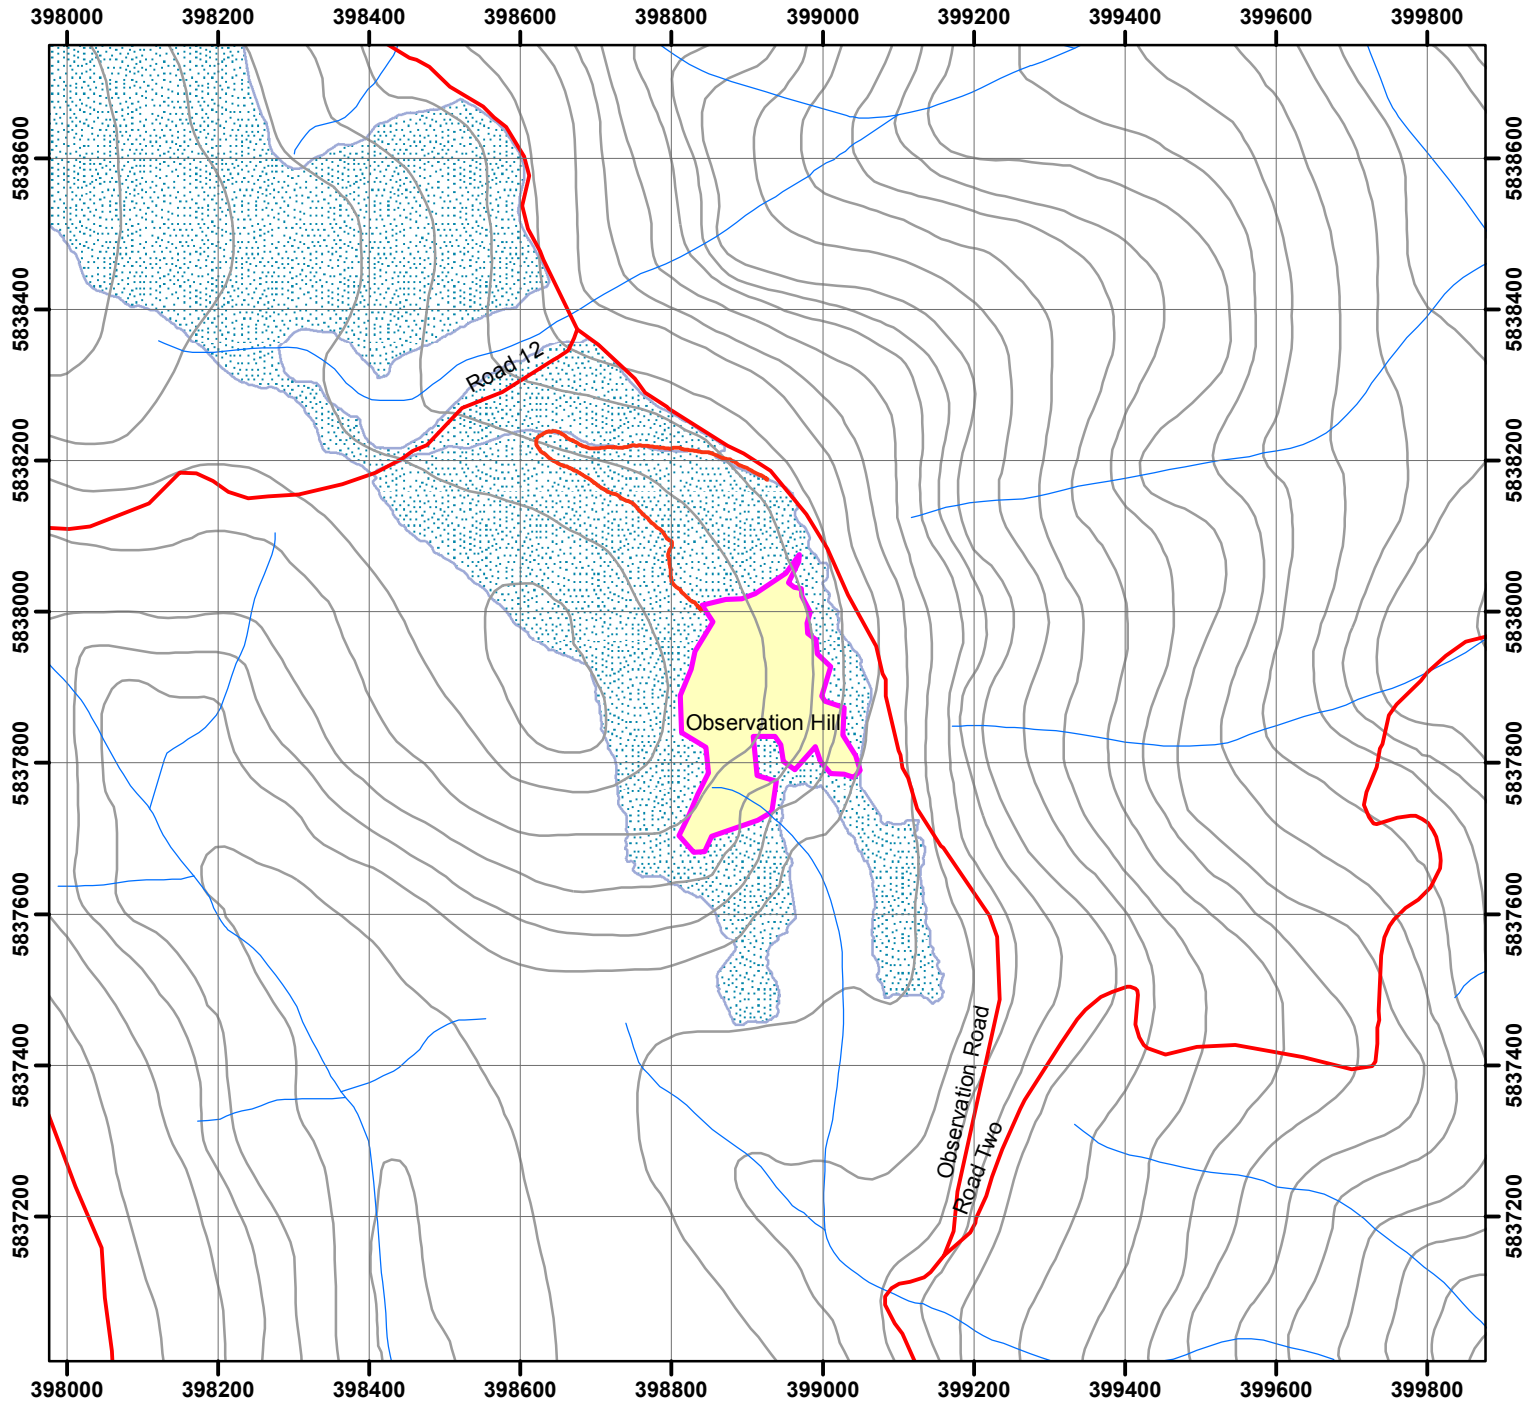 398000 398200 398400 398600 398800 399000 399200 399400 399600 399800
5838600 5838600
5838400 5838400
Road 12
5838200 5838200
5838000 5838000
Observation Hill
5837800 5837800
5837600 5837600
Observation Road
5837400 5837400
Road Two
5837200 5837200
398000 398200 398400 398600 398800 399000 399200 399400 399600 399800